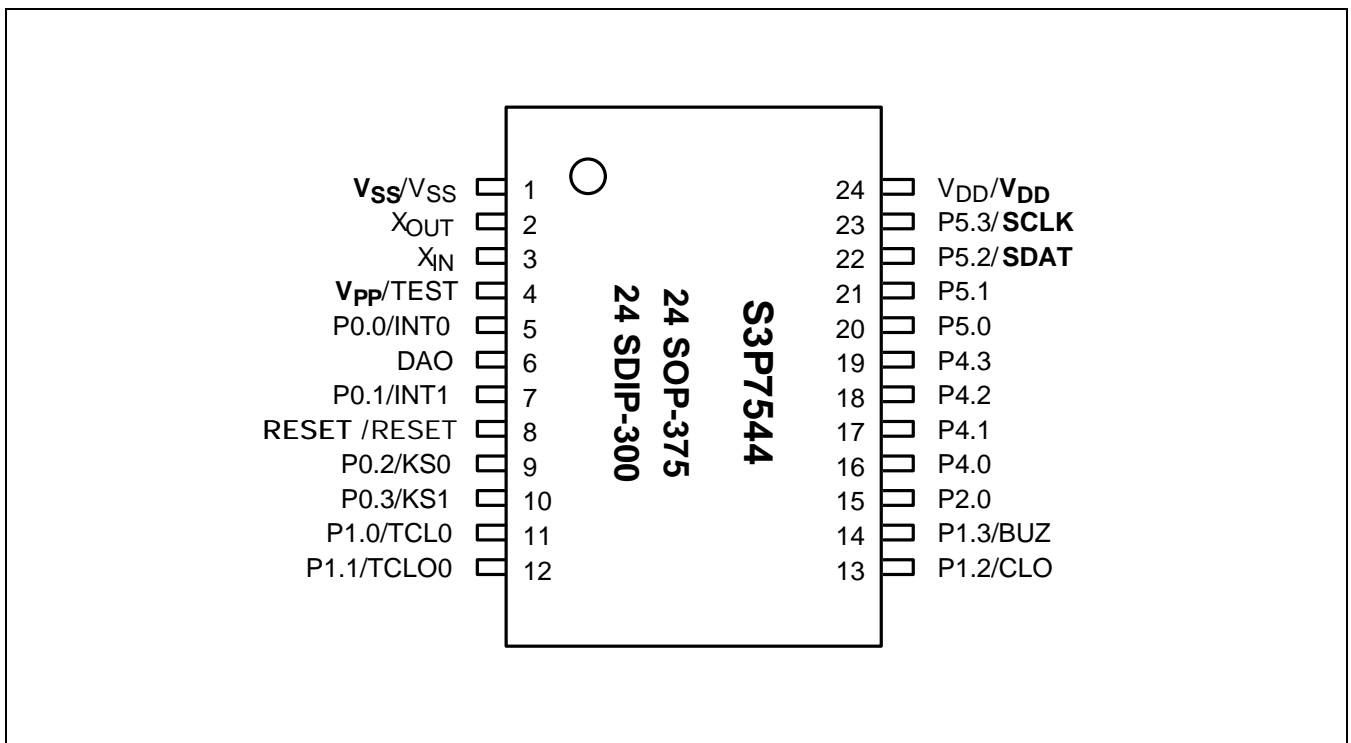 VSS/VSS 1
XOUT 2
XIN 3
VPP/TEST 4
P0.0/INT0 5
DAO 6
P0.1/INT1 7
RESET /RESET 8
P0.2/KS0 9
P0.3/KS1 10
P1.0/TCL0 11
P1.1/TCLO0 12
S3P7544
24 SOP-375
24 SDIP-300
24 VDD/VDD
23 P5.3/SCLK
22 P5.2/SDAT
21 P5.1
20 P5.0
19 P4.3
18 P4.2
17 P4.1
16 P4.0
15 P2.0
14 P1.3/BUZ
13 P1.2/CLO